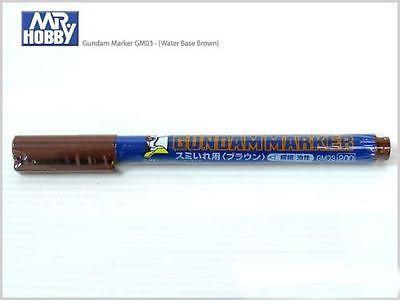 MR
HOBBY
Gundam Marker GM03 - (Water Base Brown)
GUNDAM MARKER
スミいれ用〈ブラウン〉 GM03 200